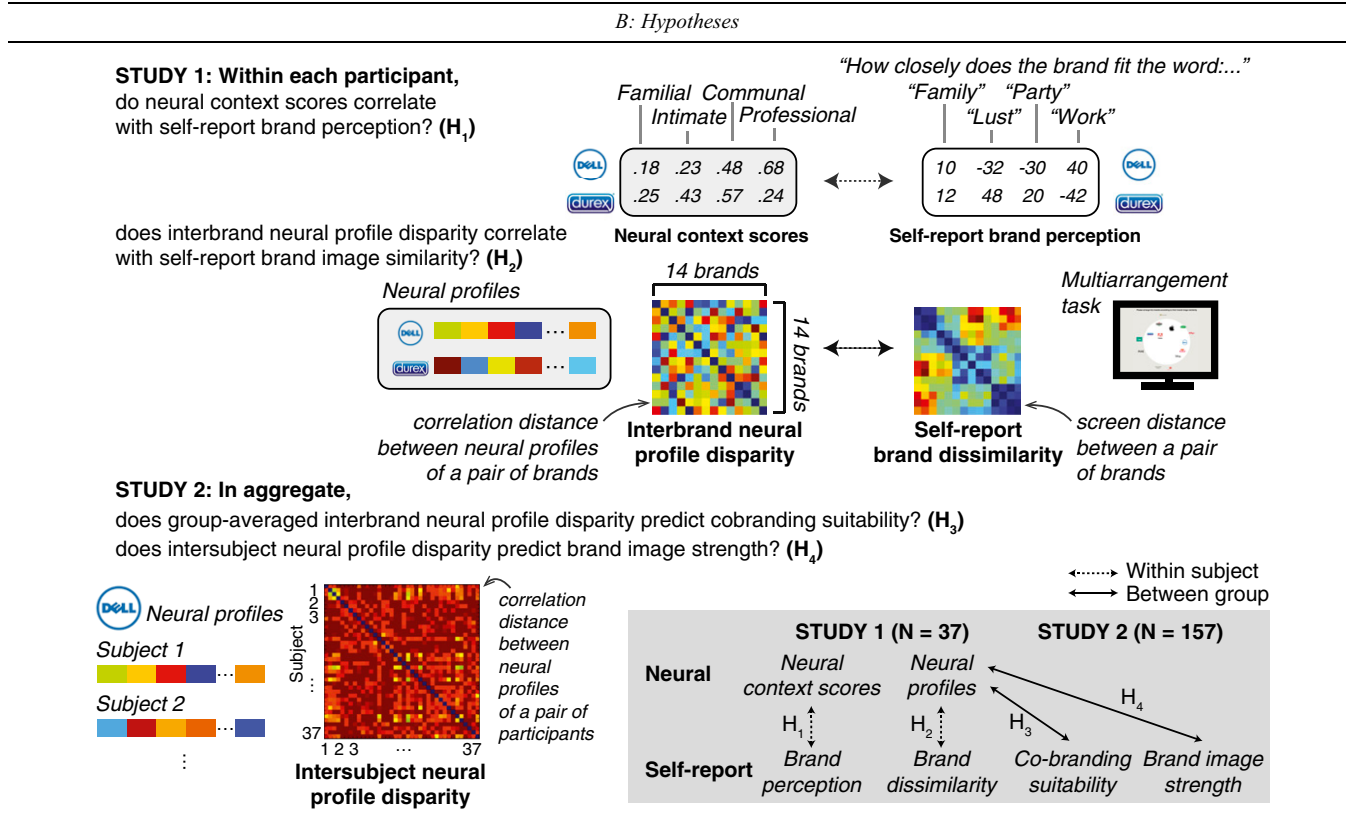 B: Hypotheses
STUDY 1: Within each participant,
do neural context scores correlate
with self-report brand perception? (H1)
"How closely does the brand fit the word:..."
Familial Communal
Intimate Professional
"Family" "Party"
"Lust" "Work"
DELL .18 .23 .48 .68
durex .25 .43 .57 .24
10 -32 -30 40 DELL
12 48 20 -42 durex
Neural context scores
Self-report brand perception
does interbrand neural profile disparity correlate
with self-report brand image similarity? (H2)
Neural profiles
DELL ...
durex ...
14 brands
14 brands
Multiarrangement
task
correlation distance
between neural profiles
of a pair of brands
Interbrand neural
profile disparity
Self-report
brand dissimilarity
screen distance
between a pair
of brands
STUDY 2: In aggregate,
does group-averaged interbrand neural profile disparity predict cobranding suitability? (H3)
does intersubject neural profile disparity predict brand image strength? (H4)
DELL Neural profiles
Subject 1
...
Subject 2
...
⋮
Subject
1
2
3
...
37
1 2 3 ... 37
Intersubject neural
profile disparity
correlation
distance
between
neural
profiles
of a pair of
participants
Within subject
Between group
STUDY 1 (N = 37) STUDY 2 (N = 157)
Neural
Neural
context scores
Neural
profiles
H1 H2 H3 H4
Self-report
Brand
perception
Brand
dissimilarity
Co-branding
suitability
Brand image
strength